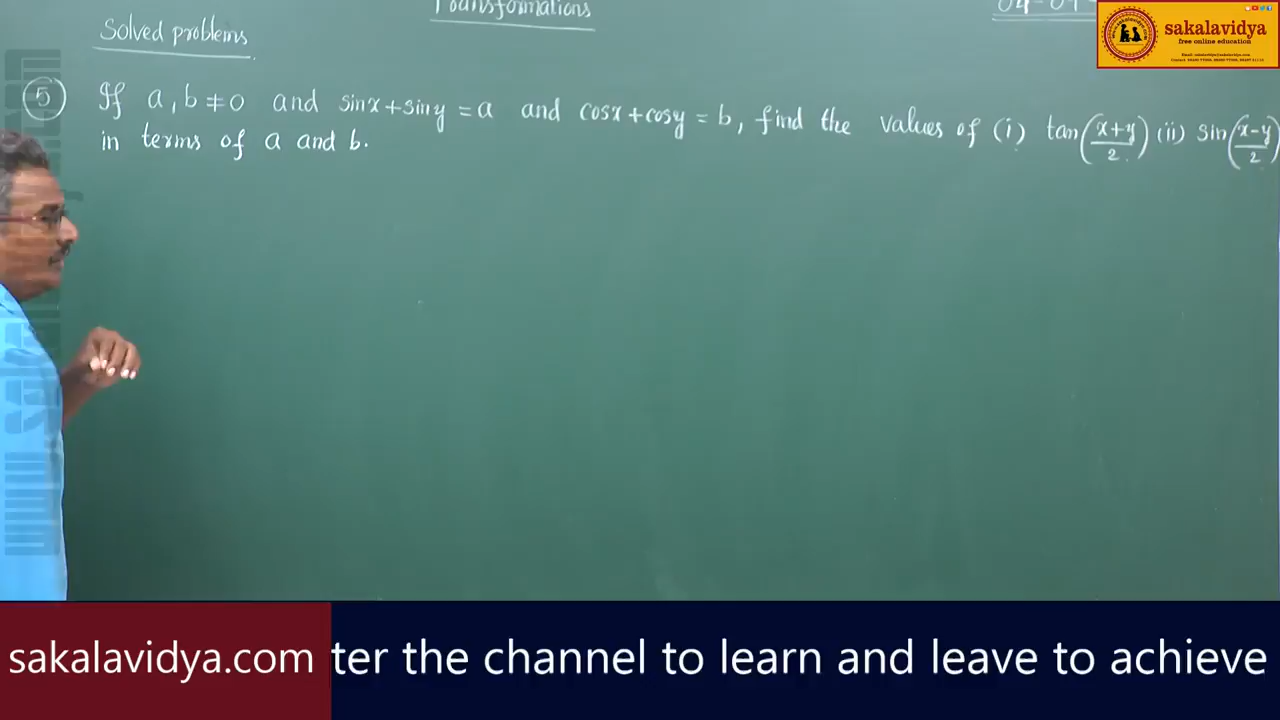 Transformations
Solved problems
04-04-
sakalavidya
free online education
5 If a, b ≠ 0 and sinx + siny = a and cosx + cosy = b, find the values of (i) tan(x+y/2) (ii) sin(x-y/2)
in terms of a and b.
sakalavidya.com ter the channel to learn and leave to achieve